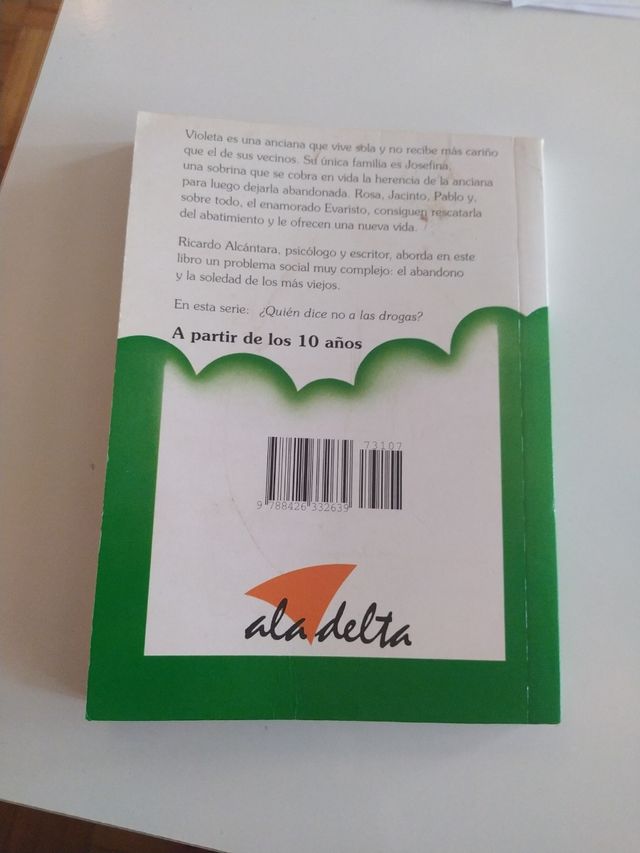 Violeta es una anciana que vive sola y no recibe más cariño
que el de sus vecinos. Su única familia es Josefina,
una sobrina que se cobra en vida la herencia de la anciana
para luego dejarla abandonada. Rosa, Jacinto, Pablo y,
sobre todo, el enamorado Evaristo, consiguen rescatarla
del abatimiento y le ofrecen una nueva vida.
Ricardo Alcántara, psicólogo y escritor, aborda en este
libro un problema social muy complejo: el abandono
y la soledad de los más viejos.
En esta serie: ¿Quién dice no a las drogas?
A partir de los 10 años
73107
9 788426 332639
ala delta